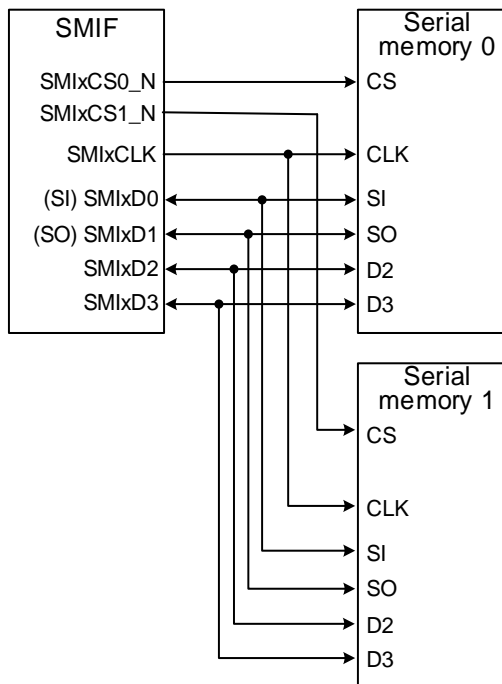 SMIF
SMIxCS0_N
SMIxCS1_N
SMIxCLK
(SI) SMIxD0
(SO) SMIxD1
SMIxD2
SMIxD3
Serial
memory 0
CS
CLK
SI
SO
D2
D3
Serial
memory 1
CS
CLK
SI
SO
D2
D3